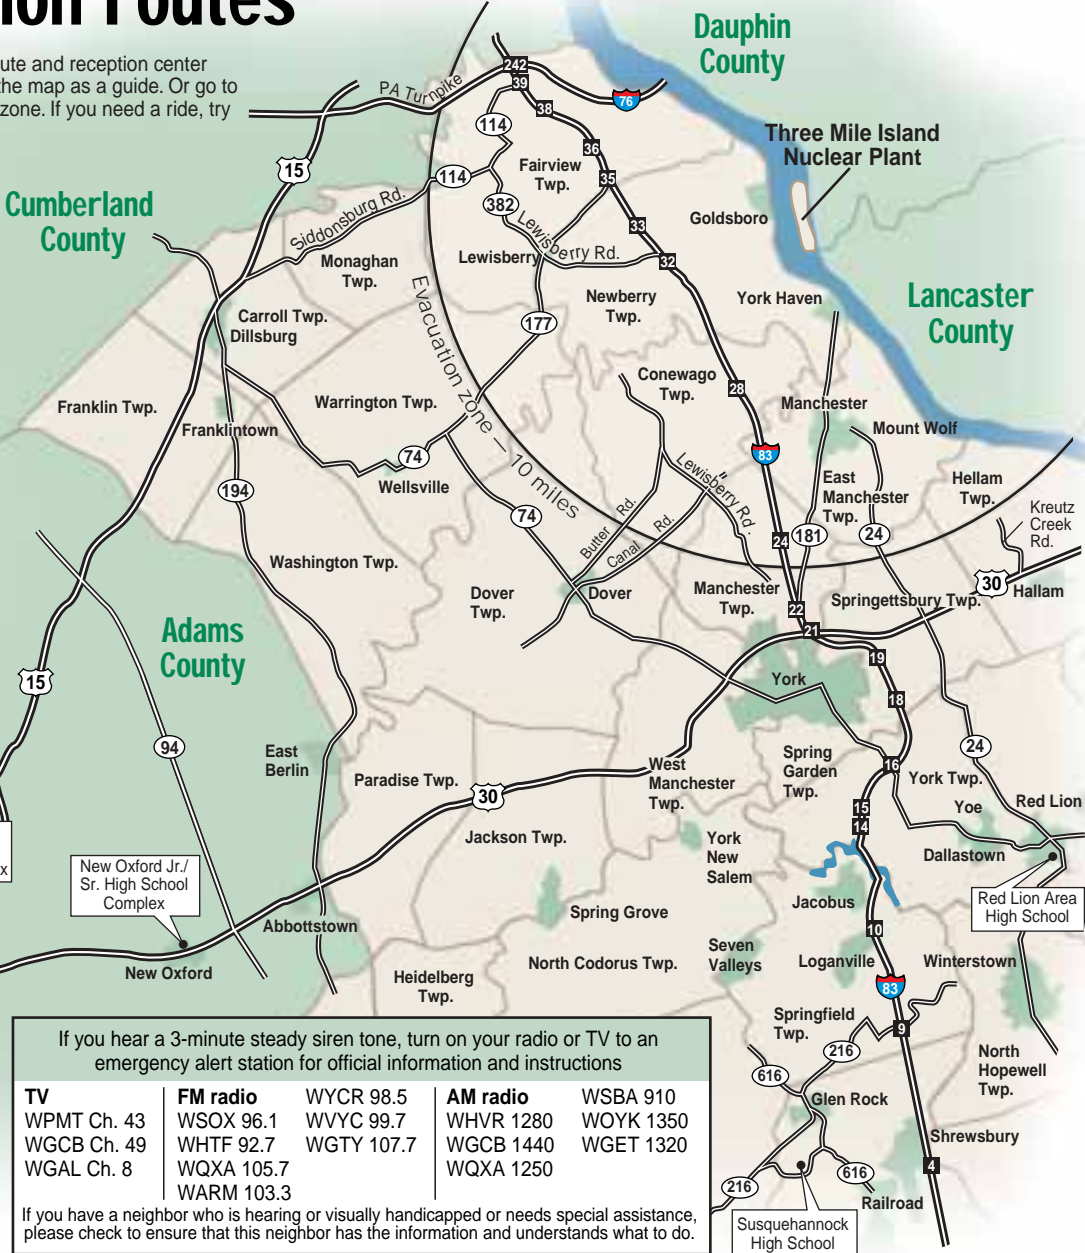 ion Routes
ute and reception center
the map as a guide. Or go to
zone. If you need a ride, try
Dauphin
County
PA Turnpike
242
39
38
76
114
36
Three Mile Island
Nuclear Plant
15
Fairview
Twp.
114
35
Cumberland
County
382
Siddonsburg Rd.
Goldsboro
33
Lewisberry Rd.
Lewisberry
32
Monaghan
Twp.
Newberry
Twp.
York Haven
Lancaster
County
Carroll Twp.
Dillsburg
177
Evacuation zone — 10 miles
Conewago
Twp.
28
Franklin Twp.
Warrington Twp.
Manchester
Franklintown
Mount Wolf
74
83
Lewisberry Rd.
Wellsville
194
East
Manchester
Twp.
Hellam
Twp.
Kreutz
Creek
Rd.
74
Butter Rd.
Canal Rd.
24
181
24
Washington Twp.
30
Hallam
Dover
Twp.
Dover
Manchester
Twp.
22
Springettsbury Twp.
21
Adams
County
19
15
York
18
94
East
Berlin
24
Paradise Twp.
West
Manchester
Twp.
Spring
Garden
Twp.
16
York Twp.
30
15
14
Yoe
Red Lion
Jackson Twp.
x
New Oxford Jr./
Sr. High School
Complex
York
New
Salem
Dallastown
Red Lion Area
High School
Jacobus
Spring Grove
Abbottstown
10
Seven
Valleys
Loganville
Winterstown
New Oxford
North Codorus Twp.
Heidelberg
Twp.
83
Springfield
Twp.
9
216
616
North
Hopewell
Twp.
Glen Rock
Shrewsbury
4
616
216
Railroad
Susquehannock
High School
If you hear a 3-minute steady siren tone, turn on your radio or TV to an
emergency alert station for official information and instructions
TV
WPMT Ch. 43
WGCB Ch. 49
WGAL Ch. 8
FM radio
WSOX 96.1
WHTF 92.7
WQXA 105.7
WARM 103.3
WYCR 98.5
WVYC 99.7
WGTY 107.7
AM radio
WHVR 1280
WGCB 1440
WQXA 1250
WSBA 910
WOYK 1350
WGET 1320
If you have a neighbor who is hearing or visually handicapped or needs special assistance,
please check to ensure that this neighbor has the information and understands what to do.